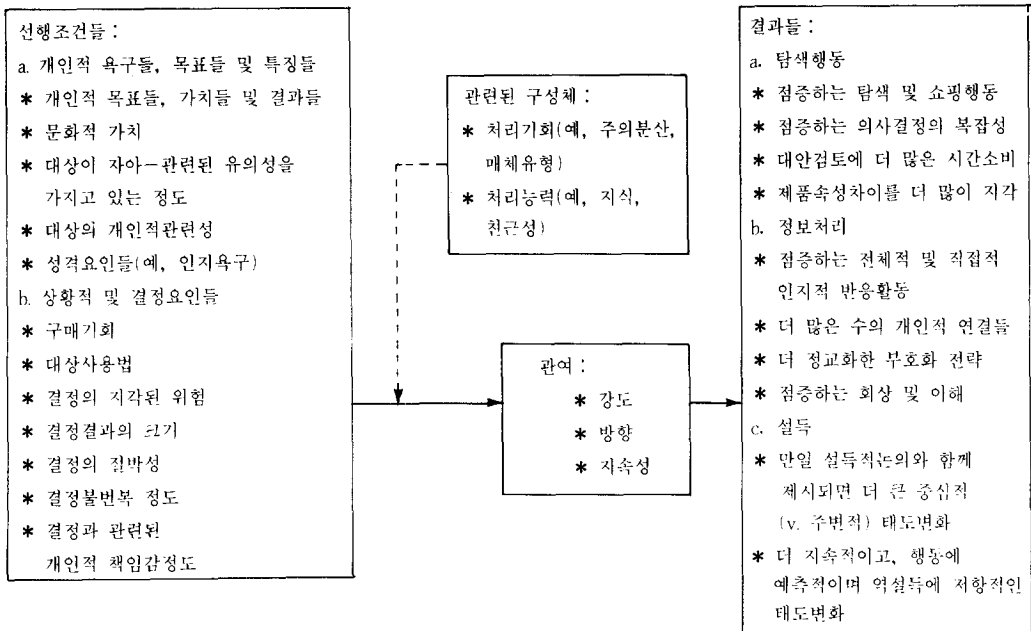 선행조건들 :
a. 개인적 욕구들, 목표들 및 특징들
* 개인적 목표들, 가치들 및 결과들
* 문화적 가치
* 대상이 자아-관련된 유의성을
가지고 있는 정도
* 대상의 개인적관련성
* 성격요인들(예, 인지욕구)
b. 상황적 및 결정요인들
* 구매기회
* 대상사용법
* 결정의 지각된 위험
* 결정결과의 크기
* 결정의 절박성
* 결정불번복 정도
* 결정과 관련된
개인적 책임감정도
관련된 구성체 :
* 처리기회(예, 주의분산,
매체유형)
* 처리능력(예, 지식,
친근성)
관여 :
* 강도
* 방향
* 지속성
결과들 :
a. 탐색행동
* 점증하는 탐색 및 쇼핑행동
* 점증하는 의사결정의 복잡성
* 대안검토에 더 많은 시간소비
* 제품속성차이를 더 많이 지각
b. 정보처리
* 점증하는 전체적 및 직접적
인지적 반응활동
* 더 많은 수의 개인적 연결들
* 더 정교화한 부호화 전략
* 점증하는 회상 및 이해
c. 설득
* 만일 설득적논의와 함께
제시되면 더 큰 중심적
(v. 주변적) 태도변화
* 더 지속적이고, 행동에
예측적이며 역설득에 저항적인
태도변화